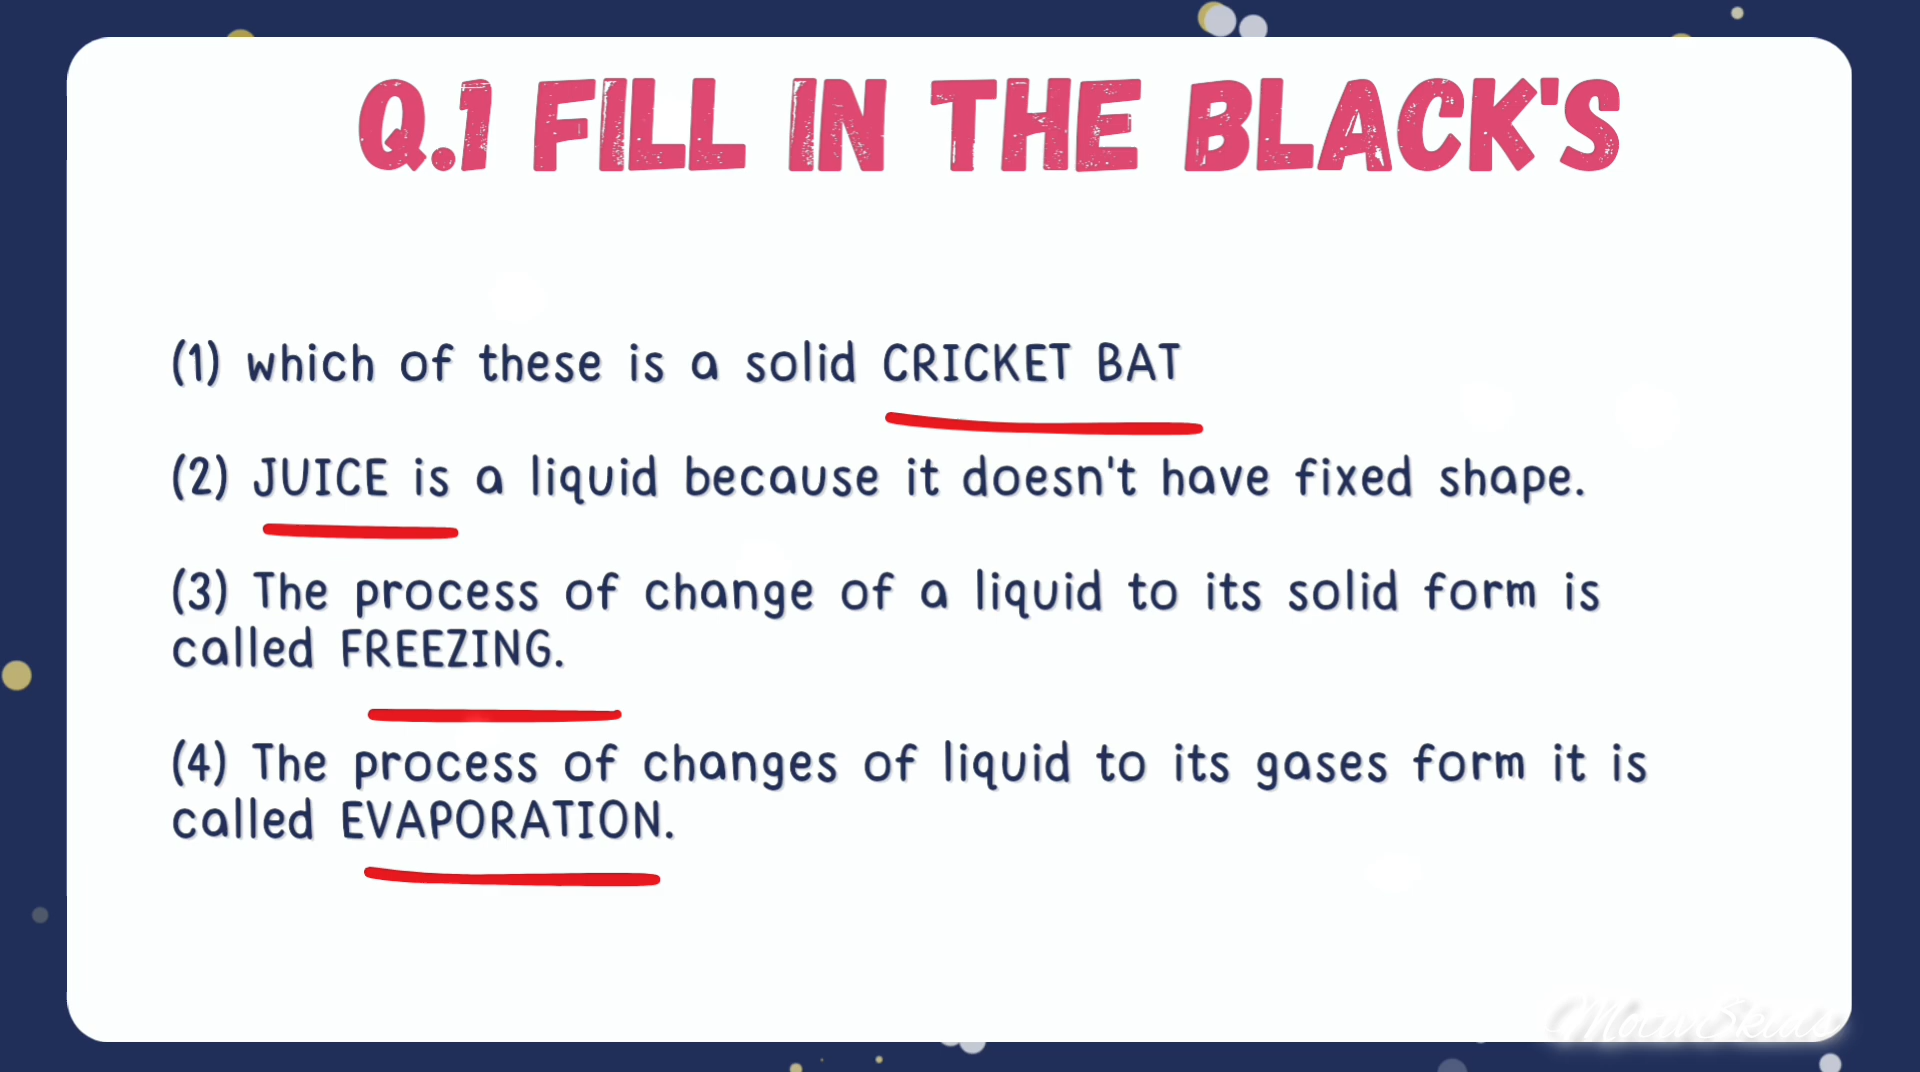 Q.1 FILL IN THE BLACK'S
(1) which of these is a solid CRICKET BAT
(2) JUICE is a liquid because it doesn't have fixed shape.
(3) The process of change of a liquid to its solid form is
called FREEZING.
(4) The process of changes of liquid to its gases form it is
called EVAPORATION.